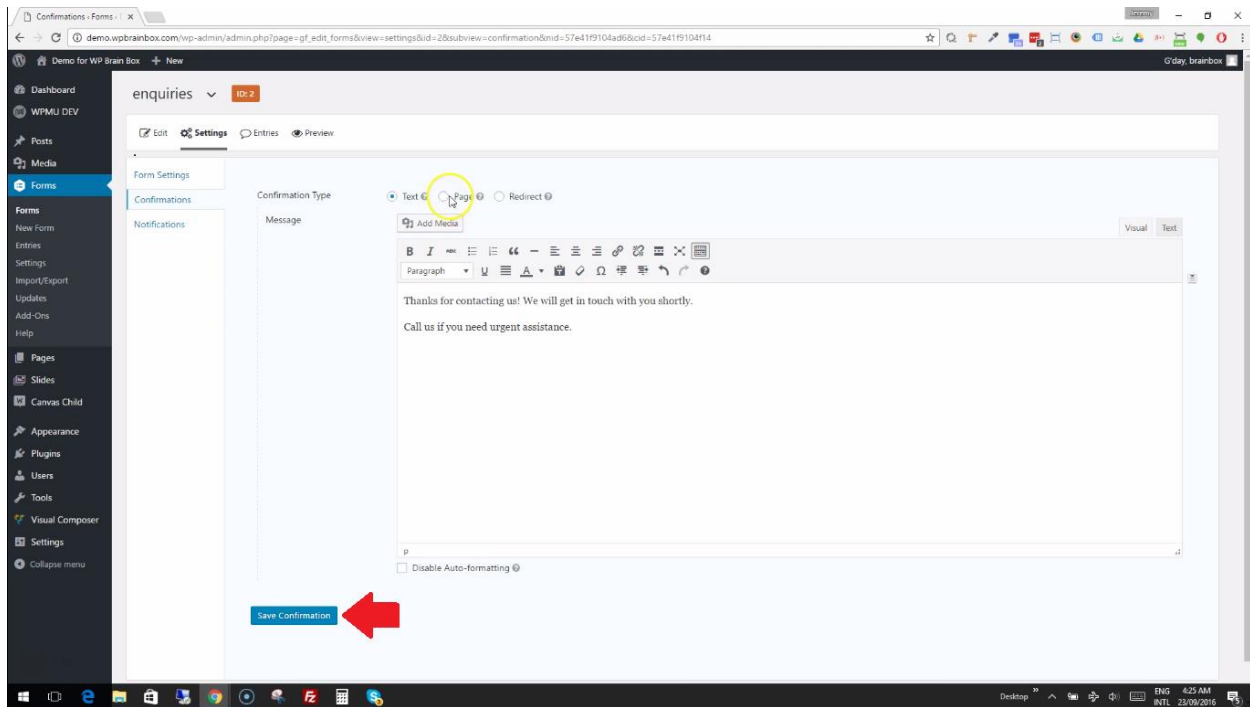 Confirmations ‹ Forms ‹
demo.wpbrainbox.com/wp-admin/admin.php?page=gf_edit_forms&view=settings&id=2&subview=confirmation&nid=57e41f9104ad6&cid=57e41f9104f14
Demo for WP Brain Box
New
G'day, brainbox
Dashboard
WPMU DEV
Posts
Media
Forms
Forms
New Form
Entries
Settings
Import/Export
Updates
Add-Ons
Help
Pages
Slides
Canvas Child
Appearance
Plugins
Users
Tools
Visual Composer
Settings
Collapse menu
enquiries
ID: 2
Edit
Settings
Entries
Preview
Form Settings
Confirmations
Notifications
Confirmation Type
Text
Page
Redirect
Message
Add Media
Visual
Text
Paragraph
Thanks for contacting us! We will get in touch with you shortly.
Call us if you need urgent assistance.
p
Disable Auto-formatting
Save Confirmation
Desktop
ENG
INTL
4:25 AM
23/09/2016